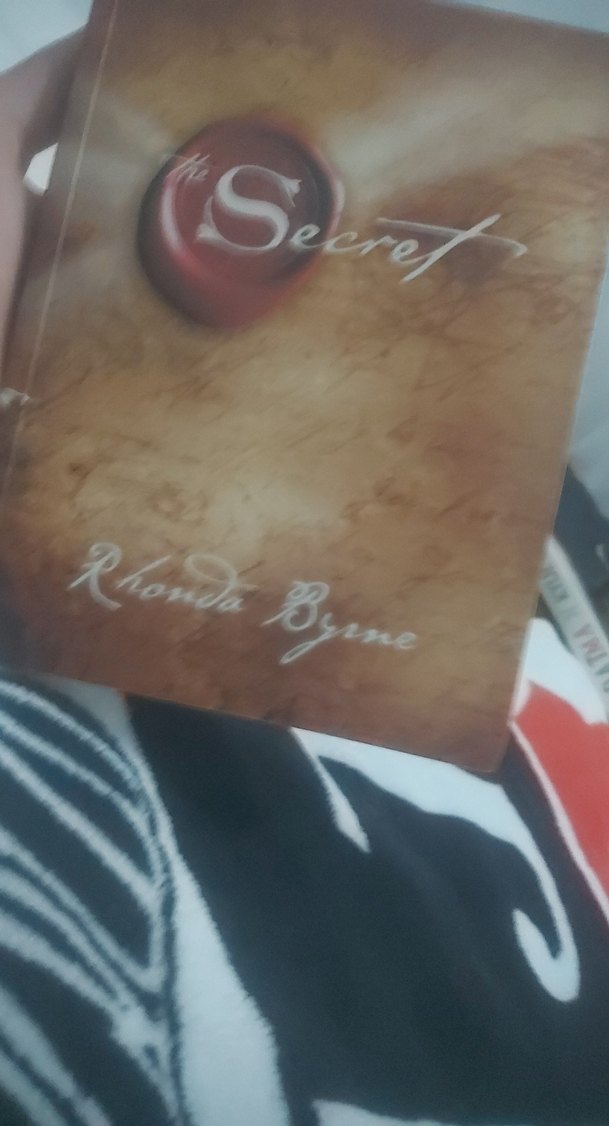 the Secret
Rhonda Byrne